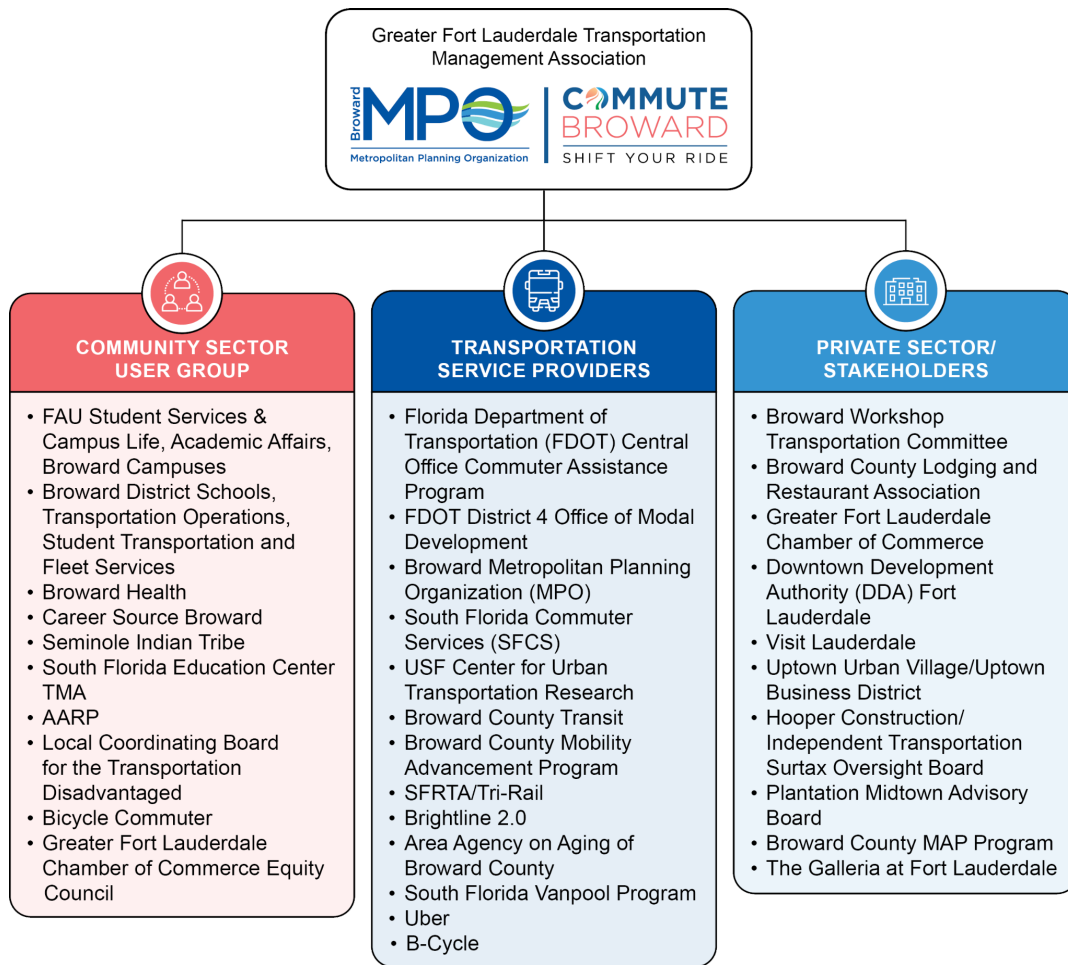 Greater Fort Lauderdale Transportation
Management Association
Broward
MPO
Metropolitan Planning Organization
COMMUTE
BROWARD
SHIFT YOUR RIDE
COMMUNITY SECTOR
USER GROUP
• FAU Student Services &
Campus Life, Academic Affairs,
Broward Campuses
• Broward District Schools,
Transportation Operations,
Student Transportation and
Fleet Services
• Broward Health
• Career Source Broward
• Seminole Indian Tribe
• South Florida Education Center
TMA
• AARP
• Local Coordinating Board
for the Transportation
Disadvantaged
• Bicycle Commuter
• Greater Fort Lauderdale
Chamber of Commerce Equity
Council
TRANSPORTATION
SERVICE PROVIDERS
• Florida Department of
Transportation (FDOT) Central
Office Commuter Assistance
Program
• FDOT District 4 Office of Modal
Development
• Broward Metropolitan Planning
Organization (MPO)
• South Florida Commuter
Services (SFCS)
• USF Center for Urban
Transportation Research
• Broward County Transit
• Broward County Mobility
Advancement Program
• SFRTA/Tri-Rail
• Brightline 2.0
• Area Agency on Aging of
Broward County
• South Florida Vanpool Program
• Uber
• B-Cycle
PRIVATE SECTOR/
STAKEHOLDERS
• Broward Workshop
Transportation Committee
• Broward County Lodging and
Restaurant Association
• Greater Fort Lauderdale
Chamber of Commerce
• Downtown Development
Authority (DDA) Fort
Lauderdale
• Visit Lauderdale
• Uptown Urban Village/Uptown
Business District
• Hooper Construction/
Independent Transportation
Surtax Oversight Board
• Plantation Midtown Advisory
Board
• Broward County MAP Program
• The Galleria at Fort Lauderdale